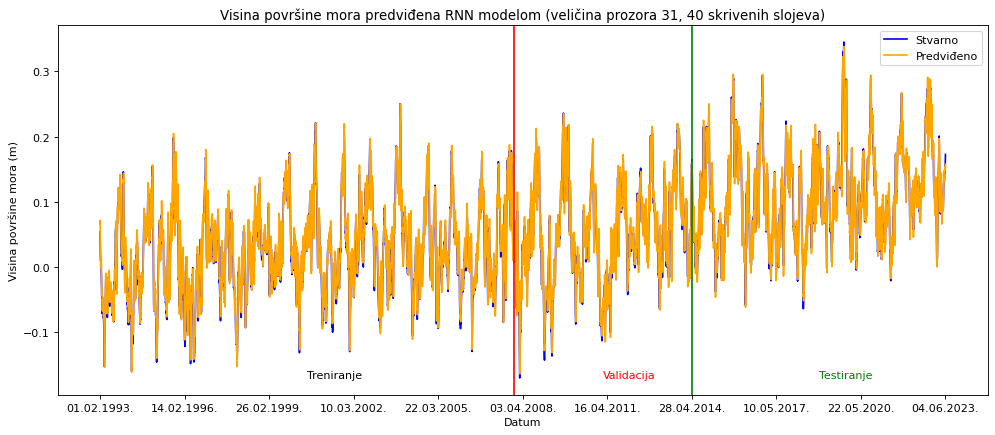 Visina površine mora predviđena RNN modelom (veličina prozora 31, 40 skrivenih slojeva)
Stvarno
Predviđeno
Visina površine mora (m)
0.3
0.2
0.1
0.0
−0.1
Treniranje
Validacija
Testiranje
01.02.1993. 14.02.1996. 26.02.1999. 10.03.2002. 22.03.2005. 03.04.2008. 16.04.2011. 28.04.2014. 10.05.2017. 22.05.2020. 04.06.2023.
Datum